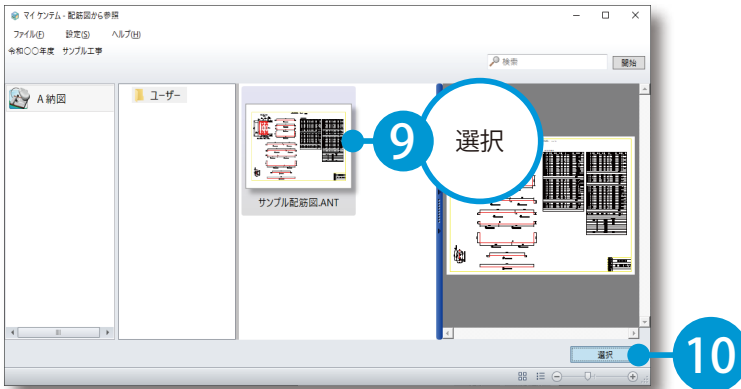 マイ ケンテム - 配筋図から参照
ファイル(F) 設定(S) ヘルプ(H)
令和〇〇年度 サンプル工事
検索 開始
A 納図
ユーザー
サンプル配筋図.ANT
9 選択
選択 10